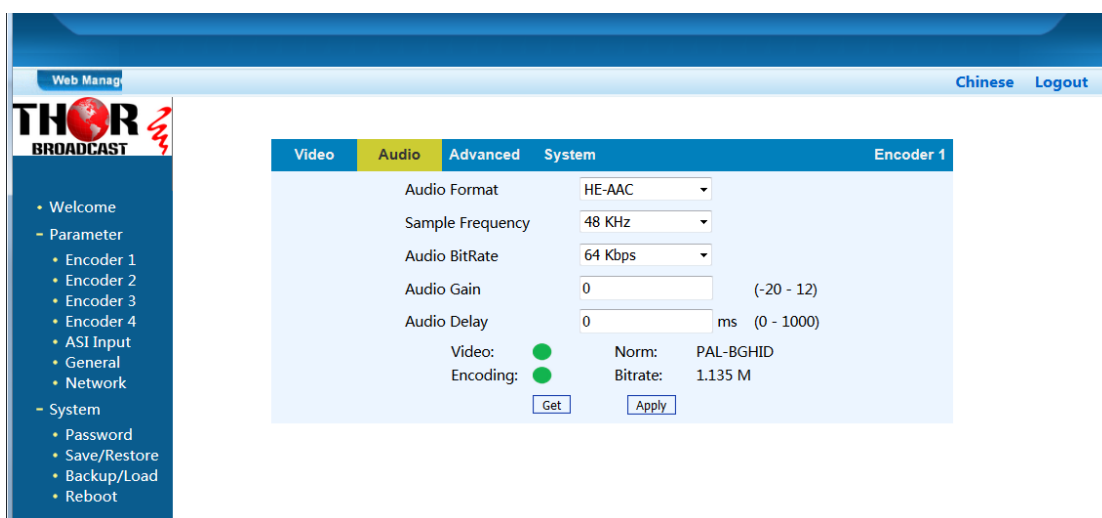 Web Manag
Chinese Logout
THOR
BROADCAST
Video Audio Advanced System Encoder 1
Audio Format HE-AAC
Sample Frequency 48 KHz
Audio BitRate 64 Kbps
Audio Gain 0 (-20 - 12)
Audio Delay 0 ms (0 - 1000)
Video: Norm: PAL-BGHID
Encoding: Bitrate: 1.135 M
Get Apply
• Welcome
- Parameter
• Encoder 1
• Encoder 2
• Encoder 3
• Encoder 4
• ASI Input
• General
• Network
- System
• Password
• Save/Restore
• Backup/Load
• Reboot